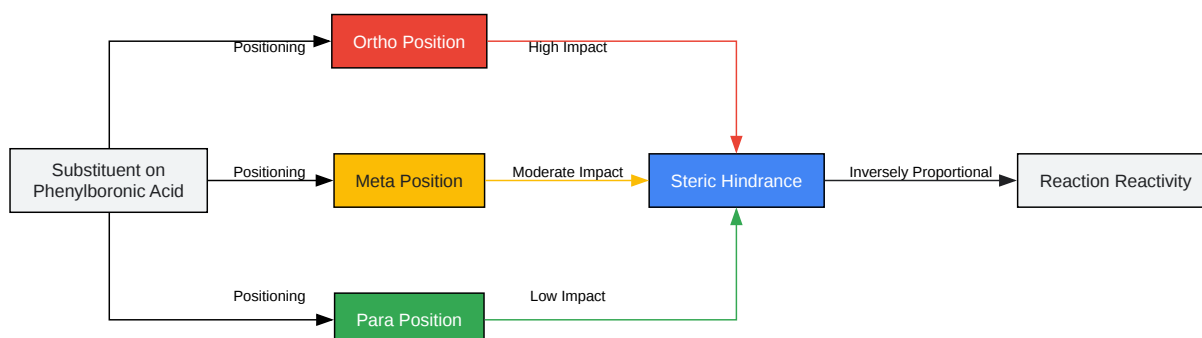 Positioning
Ortho Position
High Impact
Substituent on
Phenylboronic Acid
Positioning
Meta Position
Moderate Impact
Steric Hindrance
Inversely Proportional
Reaction Reactivity
Positioning
Para Position
Low Impact